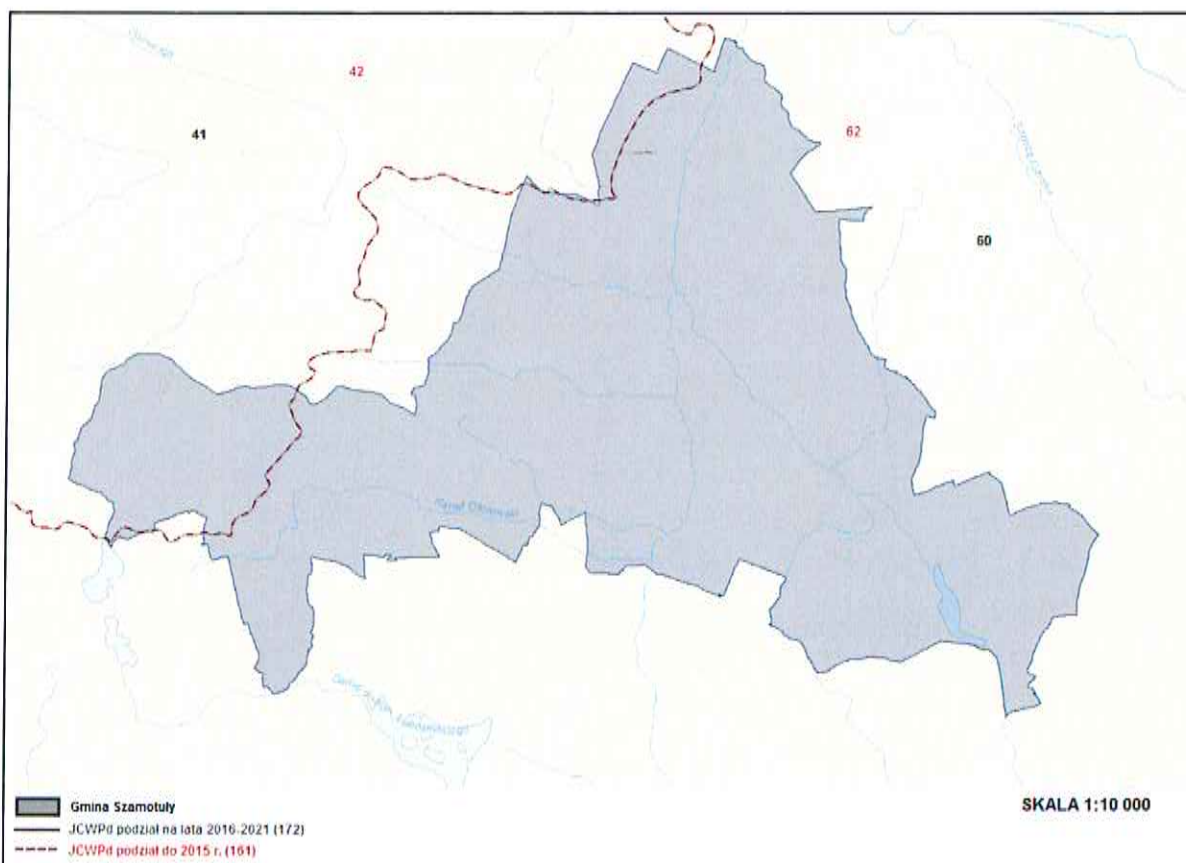 42
41
62
60
Kanał
Gmina Szamotuły
JCWPd podział na lata 2016-2021 (172)
JCWPd podział do 2015 r. (161)
SKALA 1:10 000